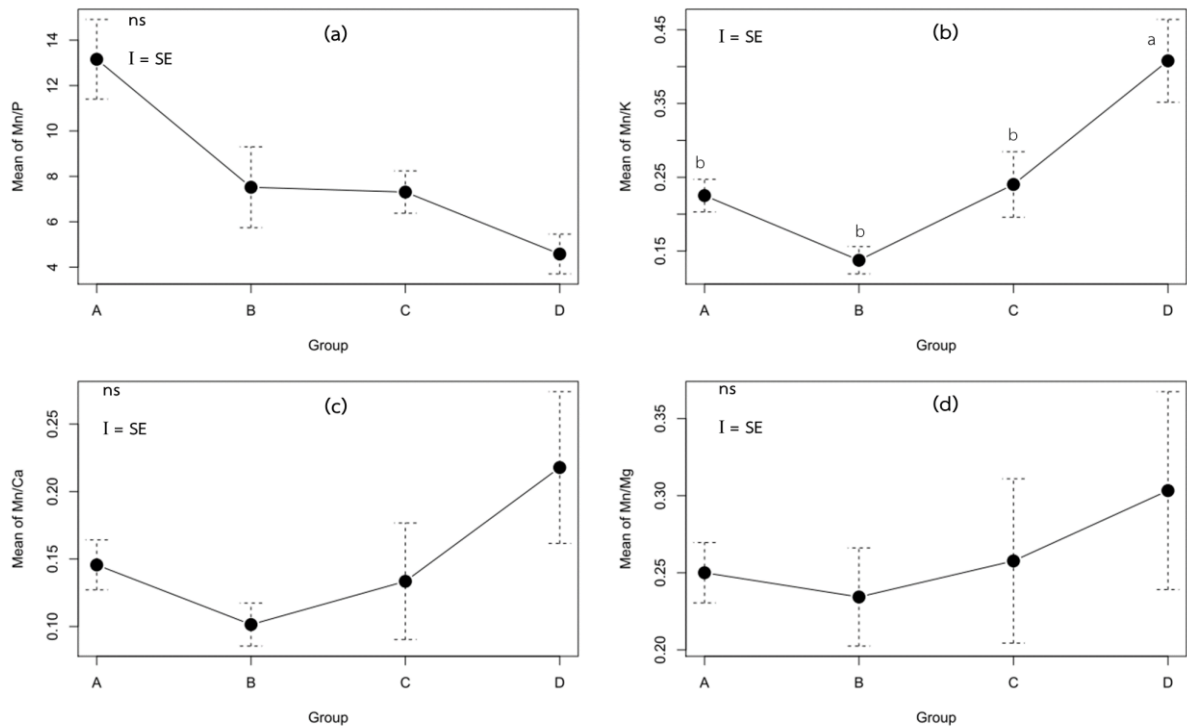 ns
(a)
I = SE
Mean of Mn/P
14
12
10
8
6
4
A B C D
Group
I = SE
(b)
a
b
b
b
Mean of Mn/K
0.45
0.35
0.25
0.15
A B C D
Group
ns
(c)
I = SE
Mean of Mn/Ca
0.25
0.20
0.15
0.10
A B C D
Group
ns
(d)
I = SE
Mean of Mn/Mg
0.35
0.30
0.25
0.20
A B C D
Group